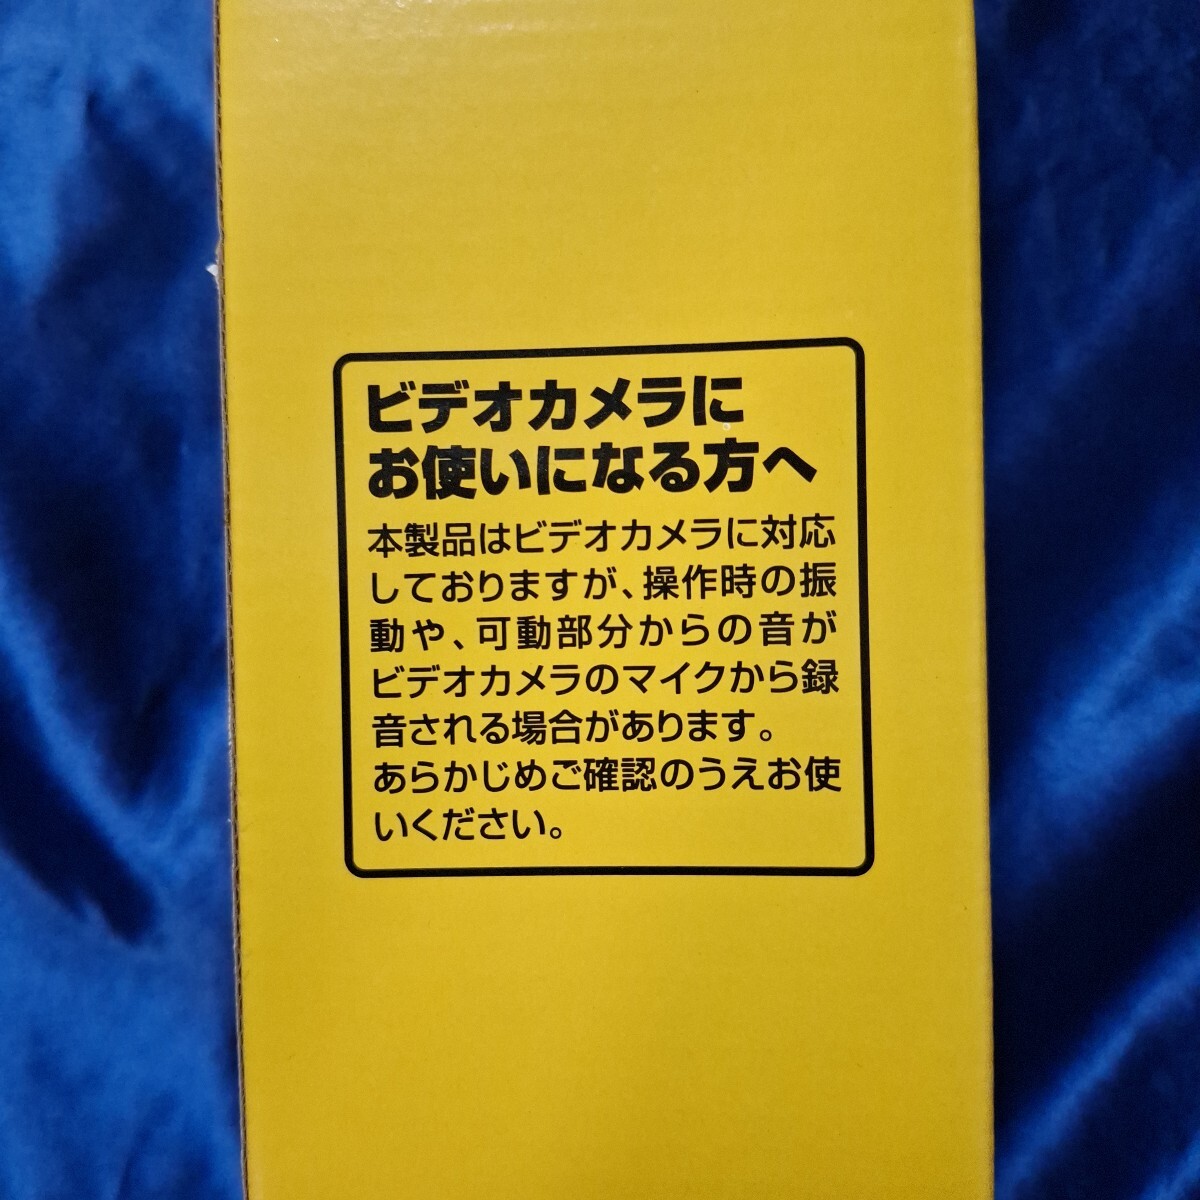 ビデオカメラに
お使いになる方へ
本製品はビデオカメラに対応
しておりますが、操作時の振
動や、可動部分からの音が
ビデオカメラのマイクから録
音される場合があります。
あらかじめご確認のうえお使
いください。